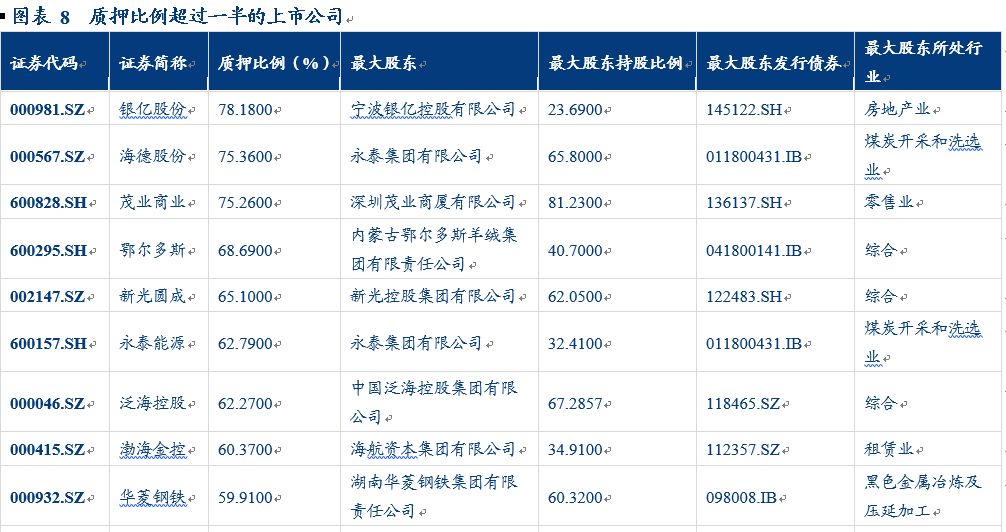 图表 8 质押比例超过一半的上市公司
证券代码 证券简称 质押比例（%） 最大股东 最大股东持股比例 最大股东发行债券 最大股东所处行业
000981.SZ 银亿股份 78.1800 宁波银亿控股有限公司 23.6900 145122.SH 房地产业
000567.SZ 海德股份 75.3600 永泰集团有限公司 65.8000 011800431.IB 煤炭开采和洗选业
600828.SH 茂业商业 75.2600 深圳茂业商厦有限公司 81.2300 136137.SH 零售业
600295.SH 鄂尔多斯 68.6900 内蒙古鄂尔多斯羊绒集团有限责任公司 40.7000 041800141.IB 综合
002147.SZ 新光圆成 65.1000 新光控股集团有限公司 62.0500 122483.SH 综合
600157.SH 永泰能源 62.7900 永泰集团有限公司 32.4100 011800431.IB 煤炭开采和洗选业
000046.SZ 泛海控股 62.2700 中国泛海控股集团有限公司 67.2857 118465.SZ 综合
000415.SZ 渤海金控 60.3700 海航资本集团有限公司 34.9100 112357.SZ 租赁业
000932.SZ 华菱钢铁 59.9100 湖南华菱钢铁集团有限责任公司 60.3200 098008.IB 黑色金属冶炼及压延加工